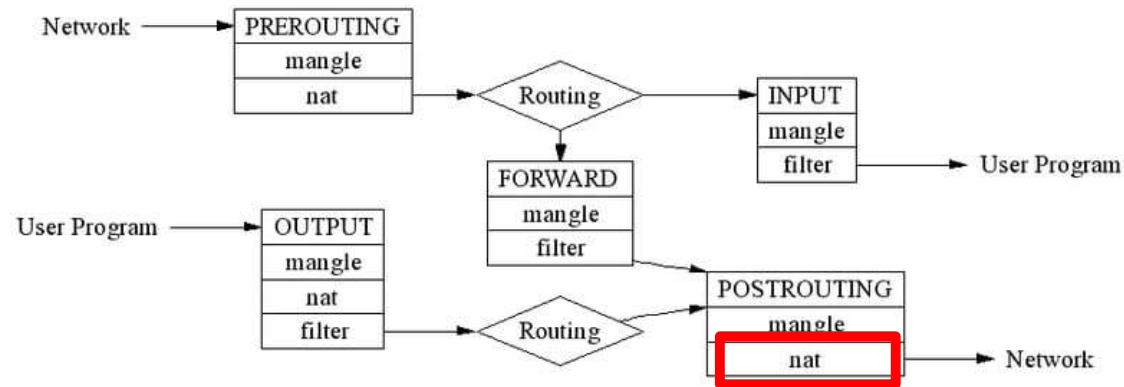 Network
PREROUTING
mangle
nat
Routing
INPUT
mangle
filter
User Program
FORWARD
mangle
filter
User Program
OUTPUT
mangle
nat
filter
Routing
POSTROUTING
mangle
nat
Network